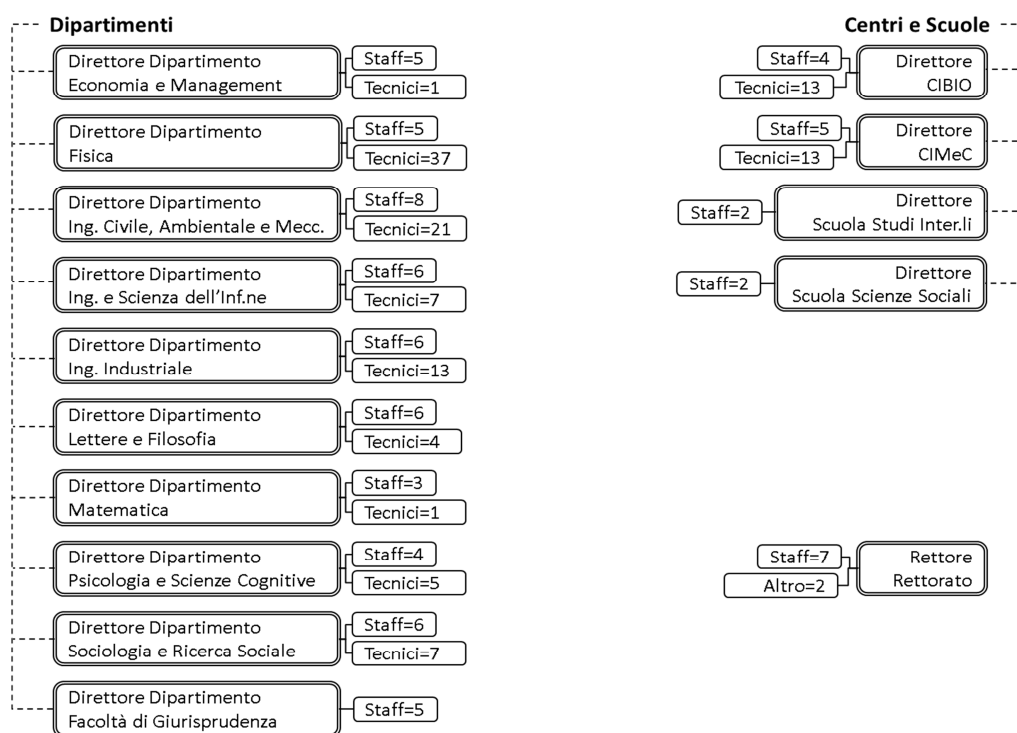 Dipartimenti
Direttore Dipartimento
Economia e Management
Staff=5
Tecnici=1
Direttore Dipartimento
Fisica
Staff=5
Tecnici=37
Direttore Dipartimento
Ing. Civile, Ambientale e Mecc.
Staff=8
Tecnici=21
Direttore Dipartimento
Ing. e Scienza dell'Inf.ne
Staff=6
Tecnici=7
Direttore Dipartimento
Ing. Industriale
Staff=6
Tecnici=13
Direttore Dipartimento
Lettere e Filosofia
Staff=6
Tecnici=4
Direttore Dipartimento
Matematica
Staff=3
Tecnici=1
Direttore Dipartimento
Psicologia e Scienze Cognitive
Staff=4
Tecnici=5
Direttore Dipartimento
Sociologia e Ricerca Sociale
Staff=6
Tecnici=7
Direttore Dipartimento
Facoltà di Giurisprudenza
Staff=5
Centri e Scuole
Staff=4
Tecnici=13
Direttore
CIBIO
Staff=5
Tecnici=13
Direttore
CIMeC
Staff=2
Direttore
Scuola Studi Inter.li
Staff=2
Direttore
Scuola Scienze Sociali
Staff=7
Altro=2
Rettore
Rettorato